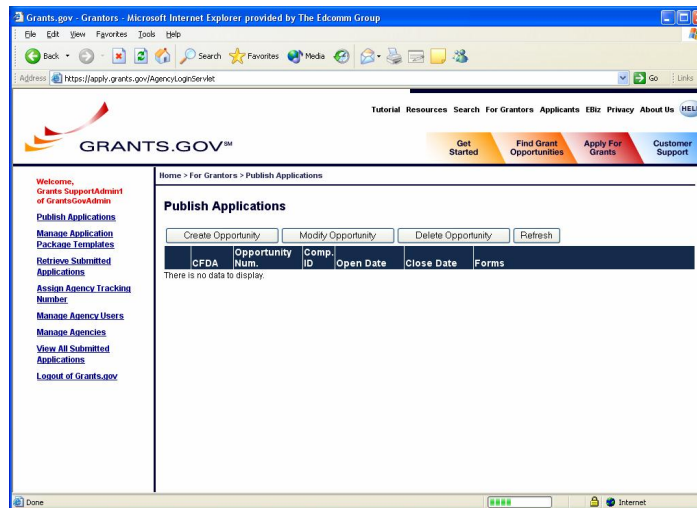 Grants.gov - Grantors - Microsoft Internet Explorer provided by The Edcomm Group
File Edit View Favorites Tools Help
Back Search Favorites Media
Address https://apply.grants.gov/AgencyLoginServlet Go Links
Tutorial Resources Search For Grantors Applicants EBiz Privacy About Us HEL
GRANTS.GOV SM
Get Started
Find Grant Opportunities
Apply For Grants
Customer Support
Home > For Grantors > Publish Applications
Welcome,
Grants SupportAdmin1
of GrantsGovAdmin
Publish Applications
Manage Application
Package Templates
Retrieve Submitted
Applications
Assign Agency Tracking
Number
Manage Agency Users
Manage Agencies
View All Submitted
Applications
Logout of Grants.gov
Publish Applications
Create Opportunity Modify Opportunity Delete Opportunity Refresh
CFDA Opportunity Num. Comp. ID Open Date Close Date Forms
There is no data to display.
Done Internet